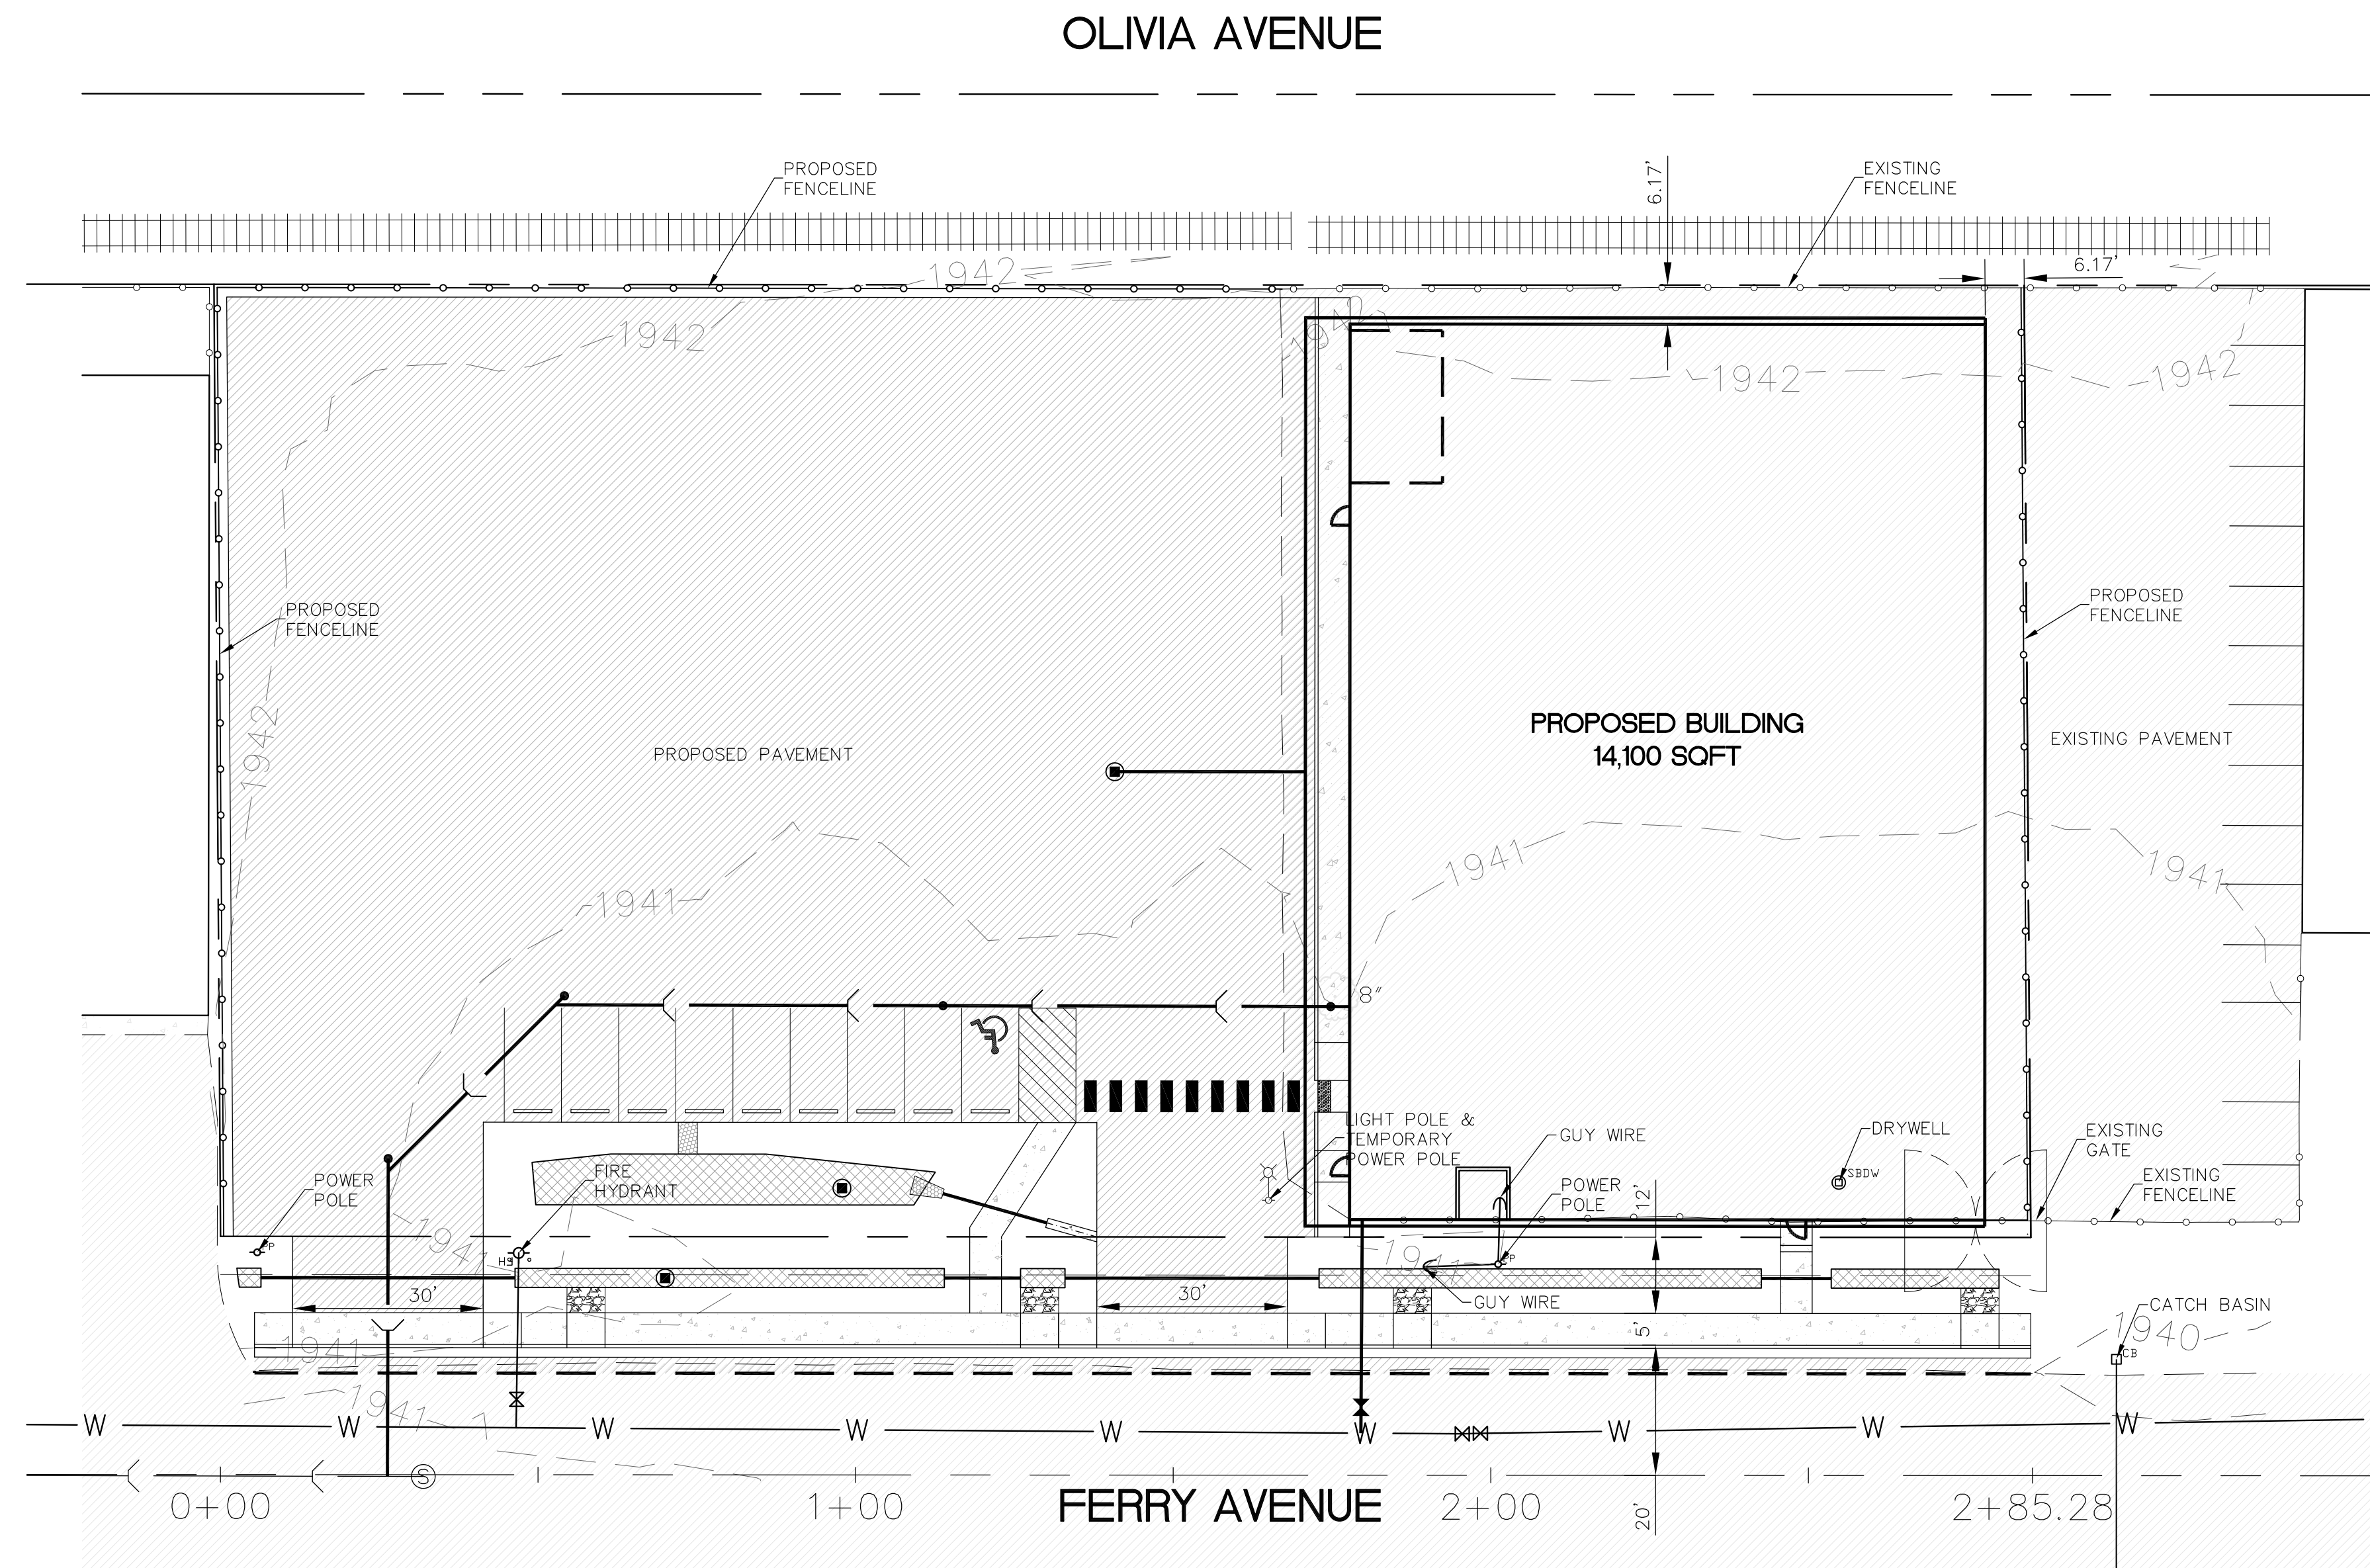 OLIVIA AVENUE
PROPOSED
FENCELINE
6.17'
EXISTING
FENCELINE
6.17'
1942
1942
1942
1942
1942
PROPOSED
FENCELINE
PROPOSED
FENCELINE
1942
PROPOSED PAVEMENT
PROPOSED BUILDING
14,100 SQFT
EXISTING PAVEMENT
1941
1941
1941
8"
LIGHT POLE &
TEMPORARY
POWER POLE
GUY WIRE
DRYWELL
SBDW
EXISTING
GATE
EXISTING
FENCELINE
POWER
POLE
PP
FIRE
HYDRANT
POWER
POLE
PP
12'
1941
1941
30'
30'
GUY WIRE
5'
CATCH BASIN
1940
CB
1941
1941
W W W W W W W W W
S
0+00
1+00
FERRY AVENUE
2+00
20'
2+85.28